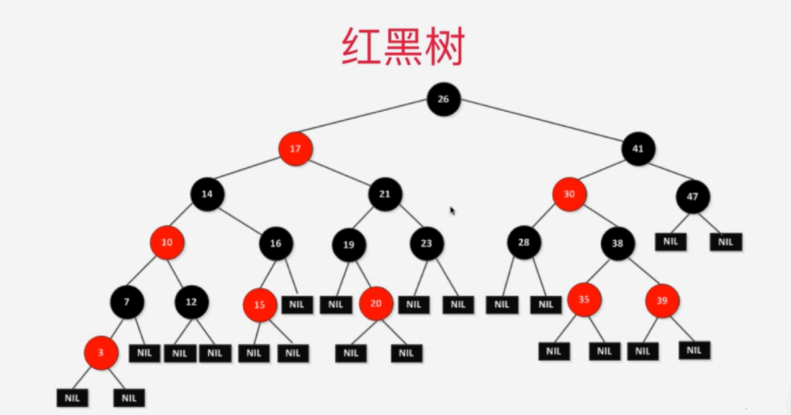 红黑树
26
17 41
14 21 30 47
10 16 19 23 28 38 NIL NIL
7 12 15 NIL NIL 20 NIL NIL NIL NIL 35 39
3 NIL NIL NIL NIL NIL NIL NIL NIL NIL NIL NIL
NIL NIL